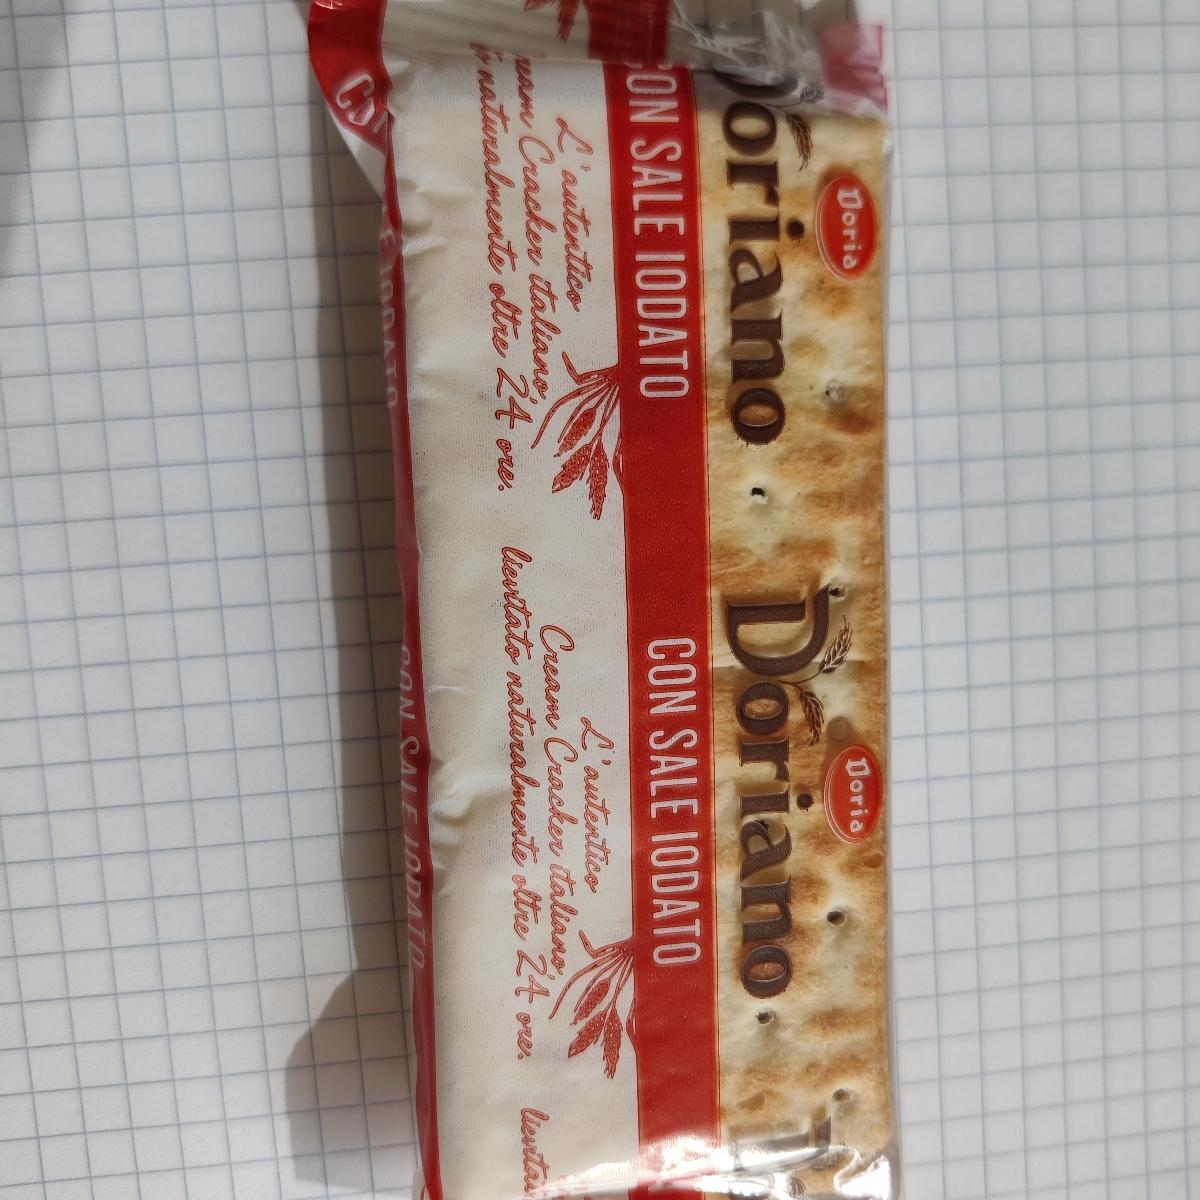 Doria
Doria
Doriano
Doriano
CON SALE IODATO
CON SALE IODATO
L'autentico
Cream Cracker italiano,
naturalmente oltre 24 ore.
L'autentico
Cream Cracker italiano
lievitato naturalmente oltre 24 ore.
CON SALE IODATO